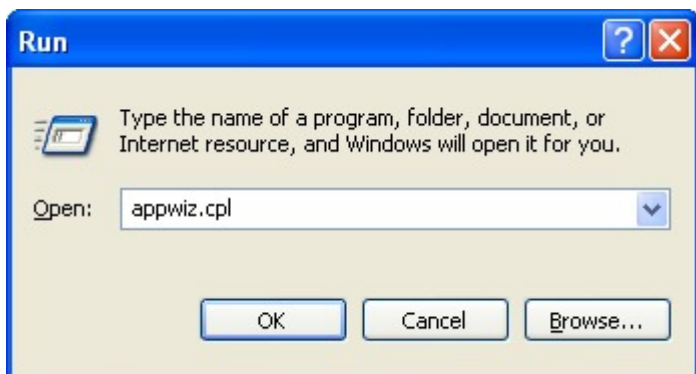 Run
Type the name of a program, folder, document, or
Internet resource, and Windows will open it for you.
Open: appwiz.cpl
OK Cancel Browse...